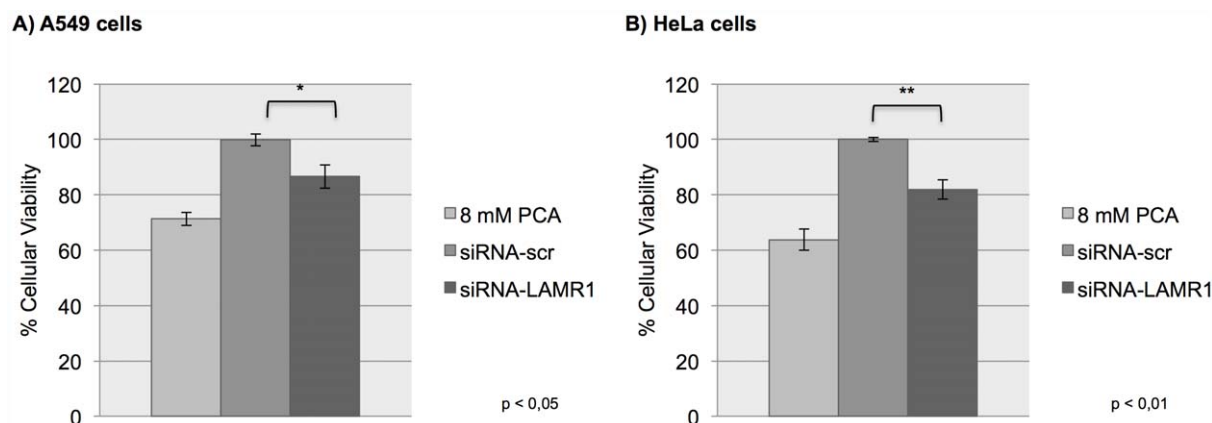 A) A549 cells
120
100
80
60
40
20
0
% Cellular Viability
*
8 mM PCA
siRNA-scr
siRNA-LAMR1
p < 0,05
B) HeLa cells
120
100
80
60
40
20
0
% Cellular Viability
**
8 mM PCA
siRNA-scr
siRNA-LAMR1
p < 0,01